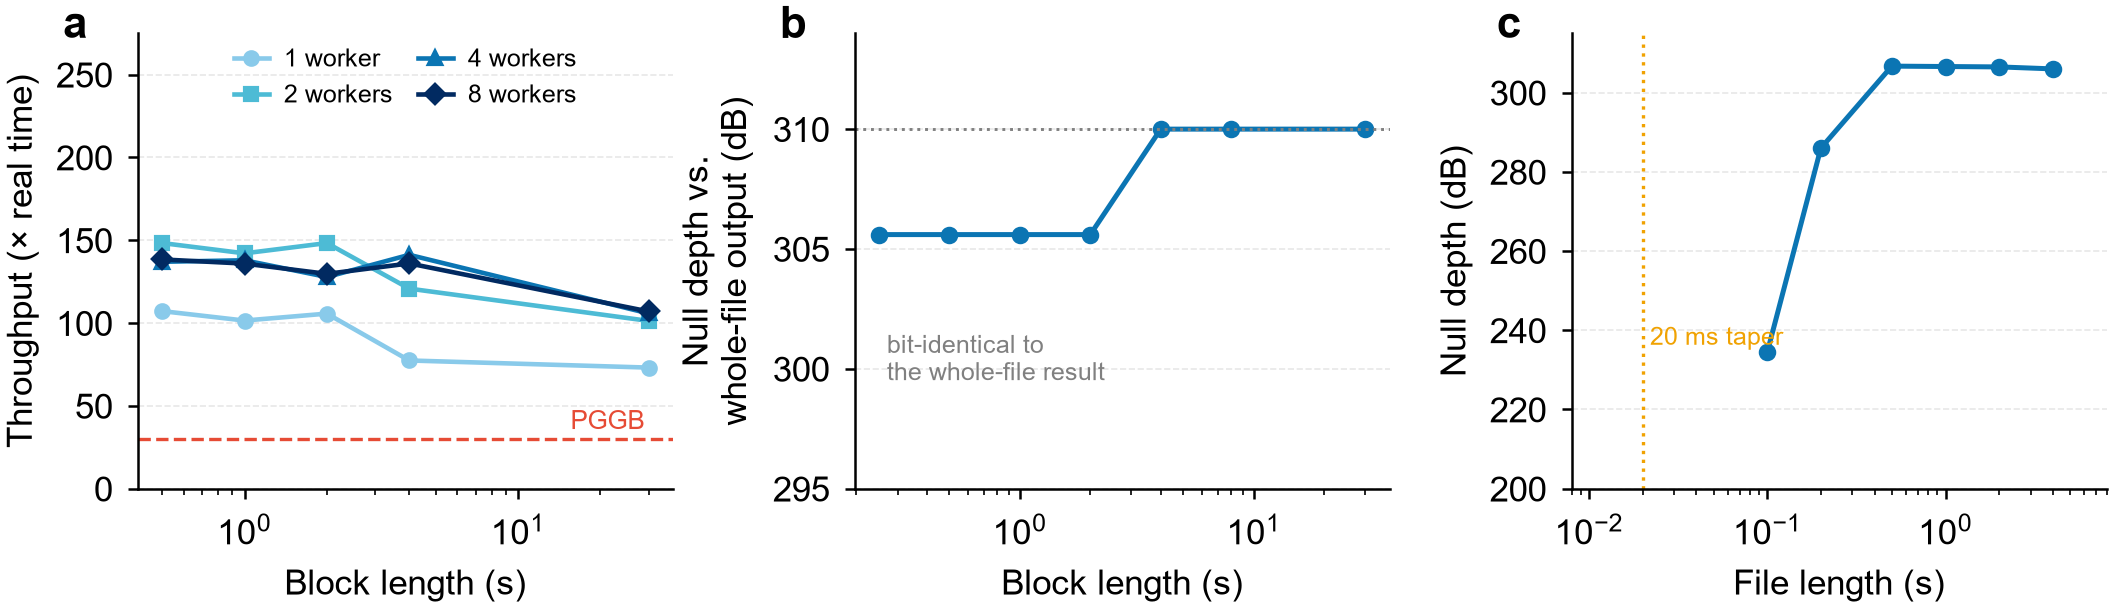 a
1 worker
2 workers
4 workers
8 workers
Throughput (× real time)
250
200
150
100
50
0
PGGB
10⁰
10¹
Block length (s)
b
Null depth vs.
whole-file output (dB)
310
305
300
295
bit-identical to
the whole-file result
10⁰
10¹
Block length (s)
c
Null depth (dB)
300
280
260
240
220
200
20 ms taper
10⁻²
10⁻¹
10⁰
File length (s)